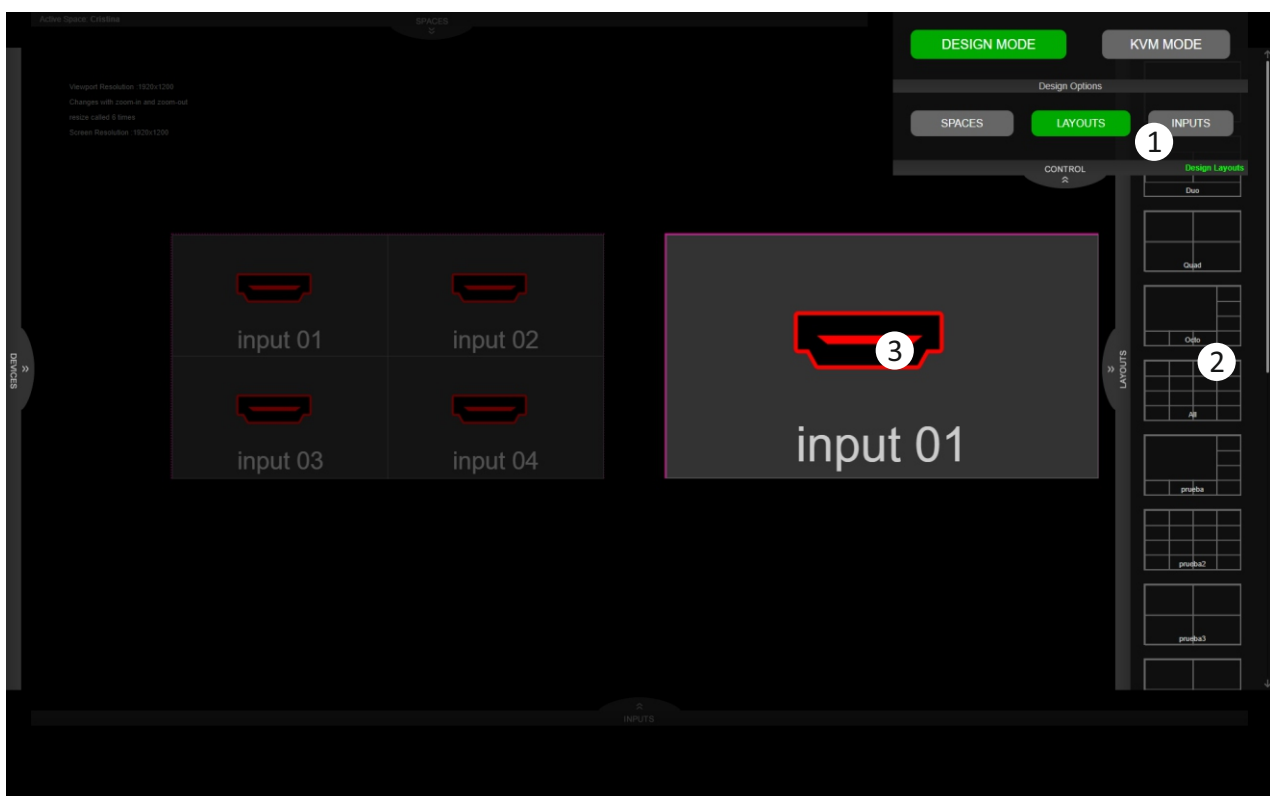 Active Space: Cristina
SPACES
DESIGN MODE
KVM MODE
Design Options
SPACES
LAYOUTS
INPUTS
1
CONTROL
Design Layouts
Viewport Resolution :1920x1200
Changes with zoom-in and zoom-out
resize called 6 times
Screen Resolution :1920x1200
Duo
Quad
Octo
2
All
prueba
prueba2
prueba3
DEVICES
LAYOUTS
input 01
input 02
input 03
input 04
3
input 01
INPUTS